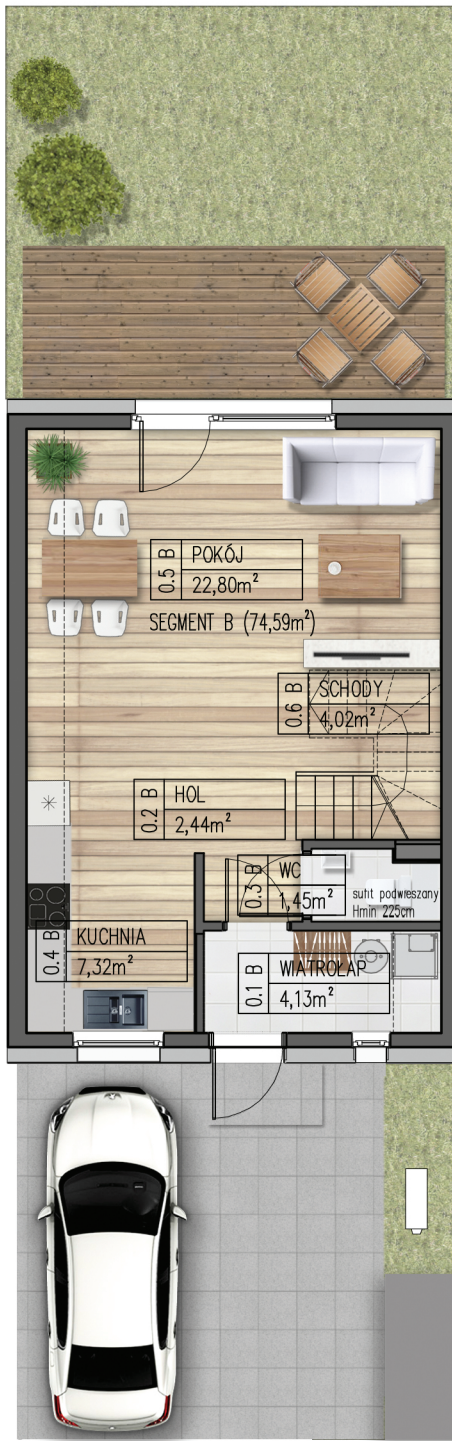 0.5 B
POKÓJ
22,80m²
SEGMENT B (74,59m²)
0.6 B
SCHODY
4,02m²
0.2 B
HOL
2,44m²
0.3 B
WC
1,45m²
sufit podwieszany
Hmin 225cm
0.4 B
KUCHNIA
7,32m²
0.1 B
WIATROŁAP
4,13m²